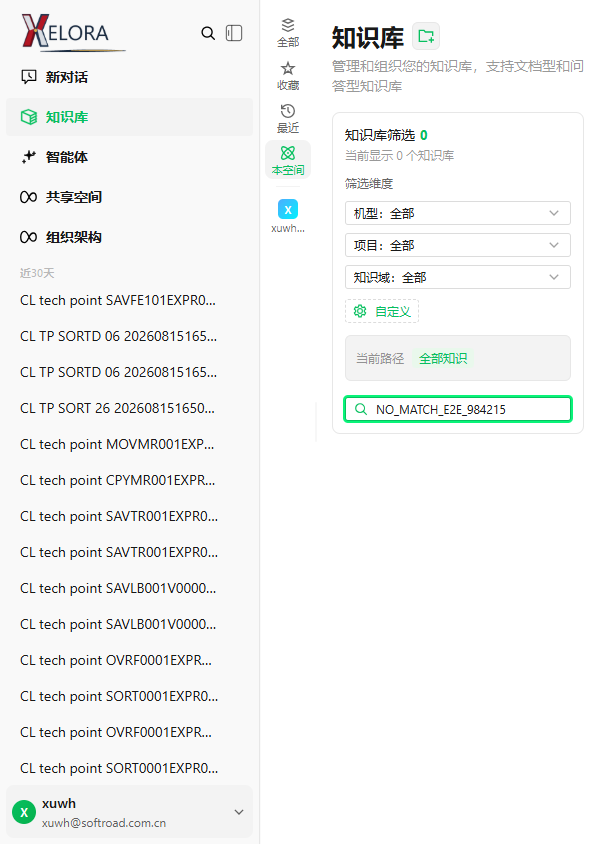 XELORA
新对话
知识库
智能体
共享空间
组织架构
近30天
CL tech point SAVFE101EXPR0...
CL TP SORTD 06 20260815165...
CL TP SORTD 06 20260815165...
CL TP SORT 26 202608151650...
CL tech point MOVMR001EXP...
CL tech point CPYMR001EXPR...
CL tech point SAVTR001EXPR0...
CL tech point SAVTR001EXPR0...
CL tech point SAVLB001V0000...
CL tech point SAVLB001V0000...
CL tech point OVRF0001EXPR...
CL tech point SORT0001EXPR0...
CL tech point OVRF0001EXPR...
CL tech point SORT0001EXPR0...
X
xuwh
xuwh@softroad.com.cn
全部
收藏
最近
本空间
X
xuwh...
知识库
管理和组织您的知识库，支持文档型和问
答型知识库
知识库筛选 0
当前显示 0 个知识库
筛选维度
机型：全部
项目：全部
知识域：全部
自定义
当前路径 全部知识
NO_MATCH_E2E_984215